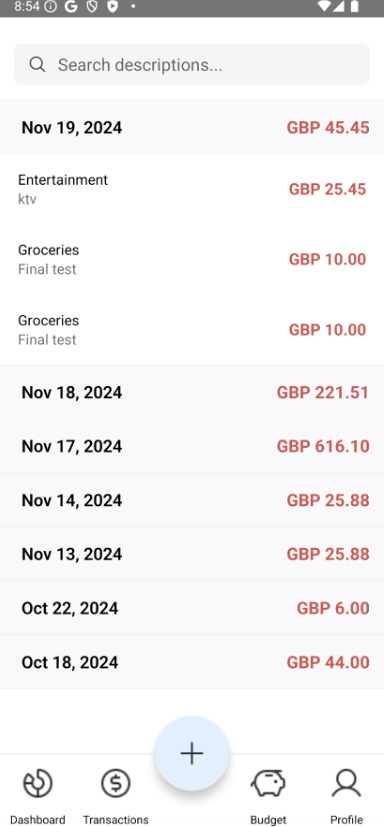 8:54
Search descriptions...
Nov 19, 2024 GBP 45.45
Entertainment
ktv
GBP 25.45
Groceries
Final test
GBP 10.00
Groceries
Final test
GBP 10.00
Nov 18, 2024 GBP 221.51
Nov 17, 2024 GBP 616.10
Nov 14, 2024 GBP 25.88
Nov 13, 2024 GBP 25.88
Oct 22, 2024 GBP 6.00
Oct 18, 2024 GBP 44.00
Dashboard Transactions Budget Profile